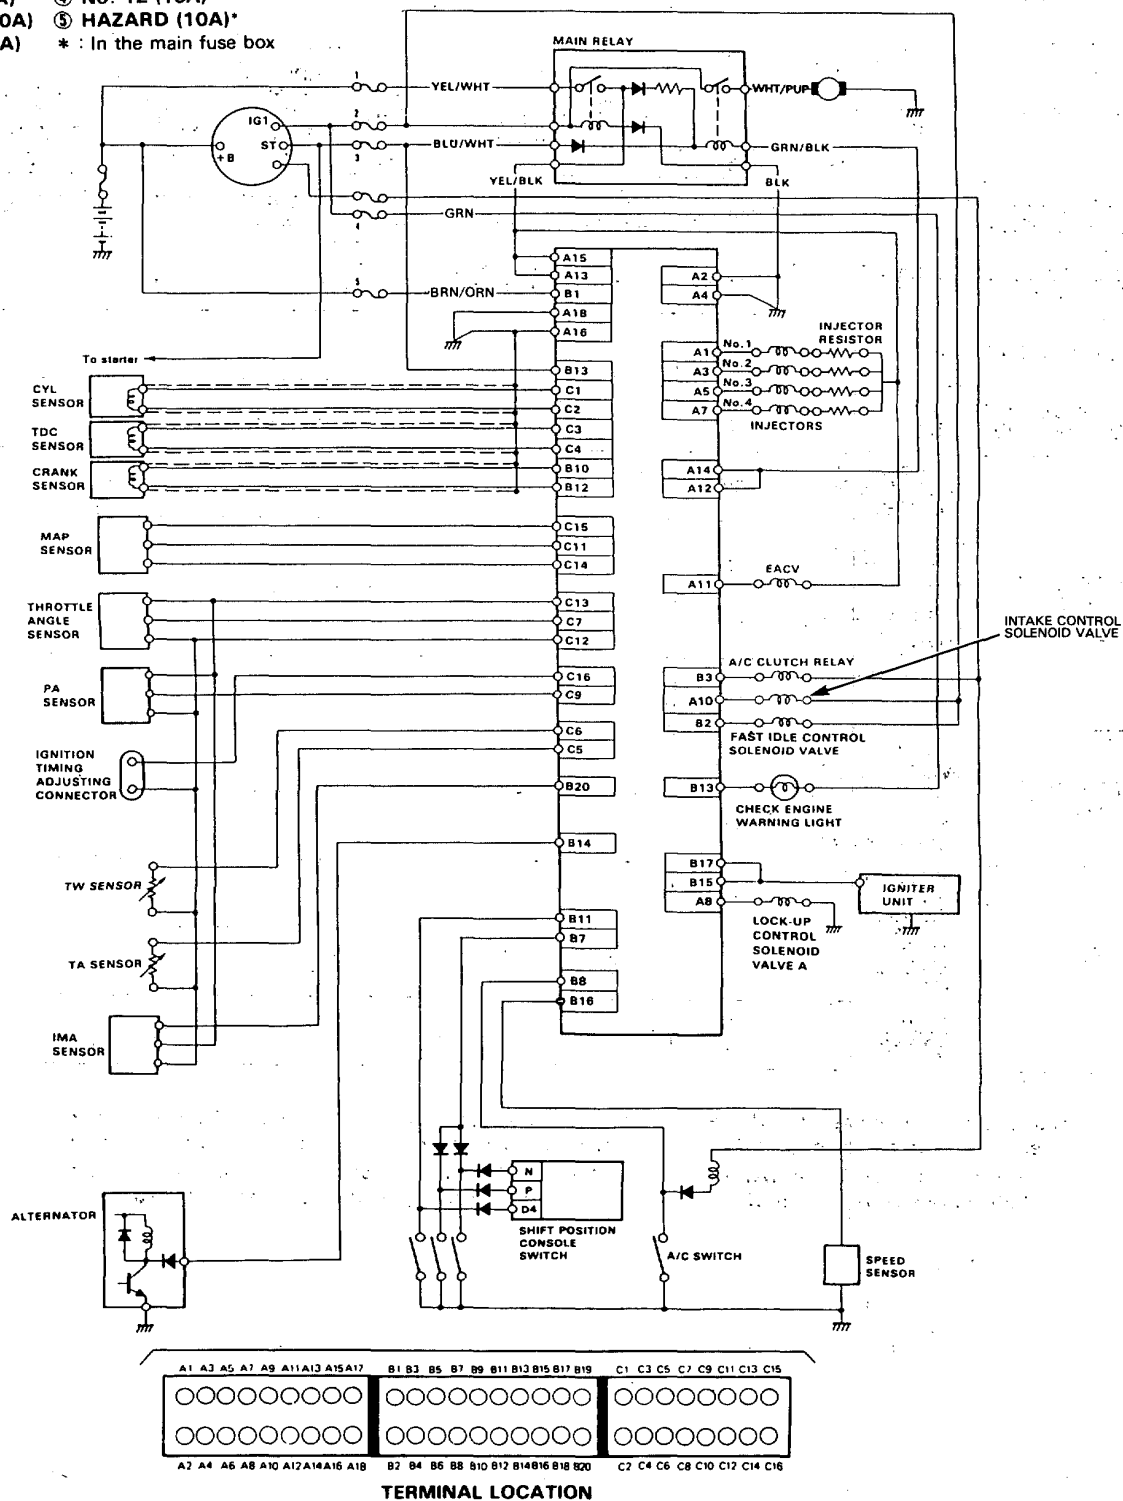 A) ④ No. 12 (10A)
0A) ⑤ HAZARD (10A)*
A) * : In the main fuse box
MAIN RELAY
1
YEL/WHT
WHT/PUP
IG1
2
ST
3
BLU/WHT
GRN/BLK
+B
YEL/BLK
BLK
GRN
4
A15
A13
A2
5
BRN/ORN
B1
A4
A18
A16
INJECTOR
RESISTOR
To starter
A1 No.1
B13
A3 No.2
CYL
SENSOR
C1
A5 No.3
C2
A7 No.4
INJECTORS
TDC
SENSOR
C3
C4
CRANK
SENSOR
B10
A14
B12
A12
MAP
SENSOR
C15
C11
C14
EACV
A11
THROTTLE
ANGLE
SENSOR
C13
C7
C12
INTAKE CONTROL
SOLENOID VALVE
A/C CLUTCH RELAY
PA
SENSOR
C16
C9
B3
A10
B2
FAST IDLE CONTROL
SOLENOID VALVE
C6
C5
IGNITION
TIMING
ADJUSTING
CONNECTOR
B20
B13
CHECK ENGINE
WARNING LIGHT
B14
TW SENSOR
B17
B15
A8
IGNITER
UNIT
LOCK-UP
CONTROL
SOLENOID
VALVE A
B11
B7
TA SENSOR
B8
B16
IMA
SENSOR
N
P
D4
SHIFT POSITION
CONSOLE
SWITCH
ALTERNATOR
A/C SWITCH
SPEED
SENSOR
A1 A3 A5 A7 A9 A11 A13 A15 A17 B1 B3 B5 B7 B9 B11 B13 B15 B17 B19 C1 C3 C5 C7 C9 C11 C13 C15
A2 A4 A6 A8 A10 A12 A14 A16 A18 B2 B4 B6 B8 B10 B12 B14 B16 B18 B20 C2 C4 C6 C8 C10 C12 C14 C16
TERMINAL LOCATION